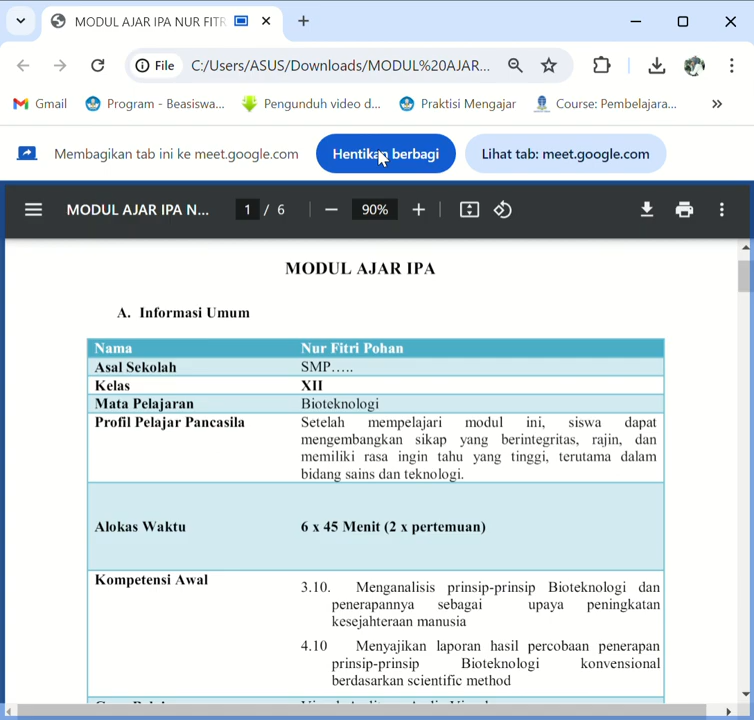 MODUL AJAR IPA NUR FITR
File
C:/Users/ASUS/Downloads/MODUL%20AJAR...
Gmail
Program - Beasiswa...
Pengunduh video d...
Praktisi Mengajar
Course: Pembelajara...
Membagikan tab ini ke meet.google.com
Hentikan berbagi
Lihat tab: meet.google.com
MODUL AJAR IPA N...
1 / 6
90%
MODUL AJAR IPA
A. Informasi Umum
Nama Nur Fitri Pohan
Asal Sekolah SMP.....
Kelas XII
Mata Pelajaran Bioteknologi
Profil Pelajar Pancasila Setelah mempelajari modul ini, siswa dapat
mengembangkan sikap yang berintegritas, rajin, dan
memiliki rasa ingin tahu yang tinggi, terutama dalam
bidang sains dan teknologi.
Alokas Waktu 6 x 45 Menit (2 x pertemuan)
Kompetensi Awal
3.10. Menganalisis prinsip-prinsip Bioteknologi dan
penerapannya sebagai upaya peningkatan
kesejahteraan manusia
4.10 Menyajikan laporan hasil percobaan penerapan
prinsip-prinsip Bioteknologi konvensional
berdasarkan scientific method